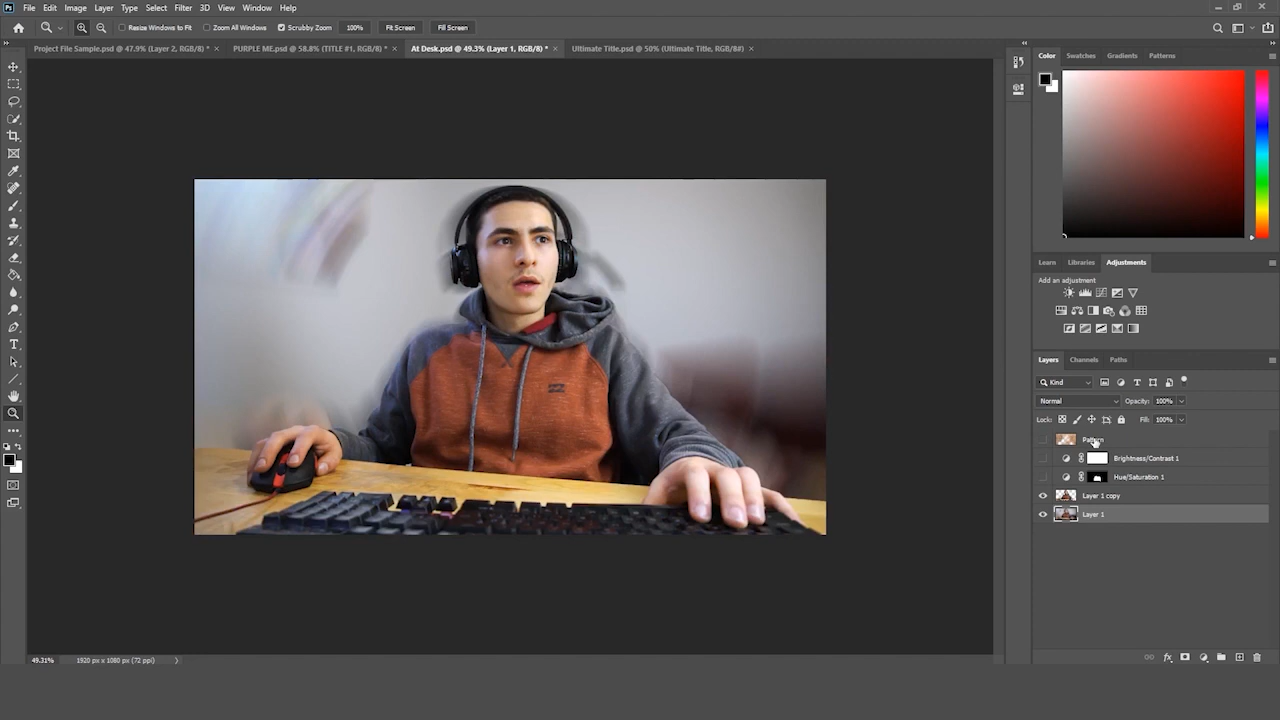 Ps File Edit Image Layer Type Select Filter 3D View Window Help
Resize Windows to Fit Zoom All Windows Scrubby Zoom 100% Fit Screen Fill Screen
Project File Sample.psd @ 47.9% (Layer 2, RGB/8) * × PURPLE ME.psd @ 58.8% (TITLE #1, RGB/8) * × At Desk.psd @ 49.3% (Layer 1, RGB/8) * × Ultimate Title.psd @ 50% (Ultimate Title, RGB/8#) ×
Color Swatches Gradients Patterns
Learn Libraries Adjustments
Add an adjustment
Layers Channels Paths
Kind
Normal Opacity: 100%
Lock: Fill: 100%
Pattern
Brightness/Contrast 1
Hue/Saturation 1
Layer 1 copy
Layer 1
49.31% 1920 px x 1080 px (72 ppi)